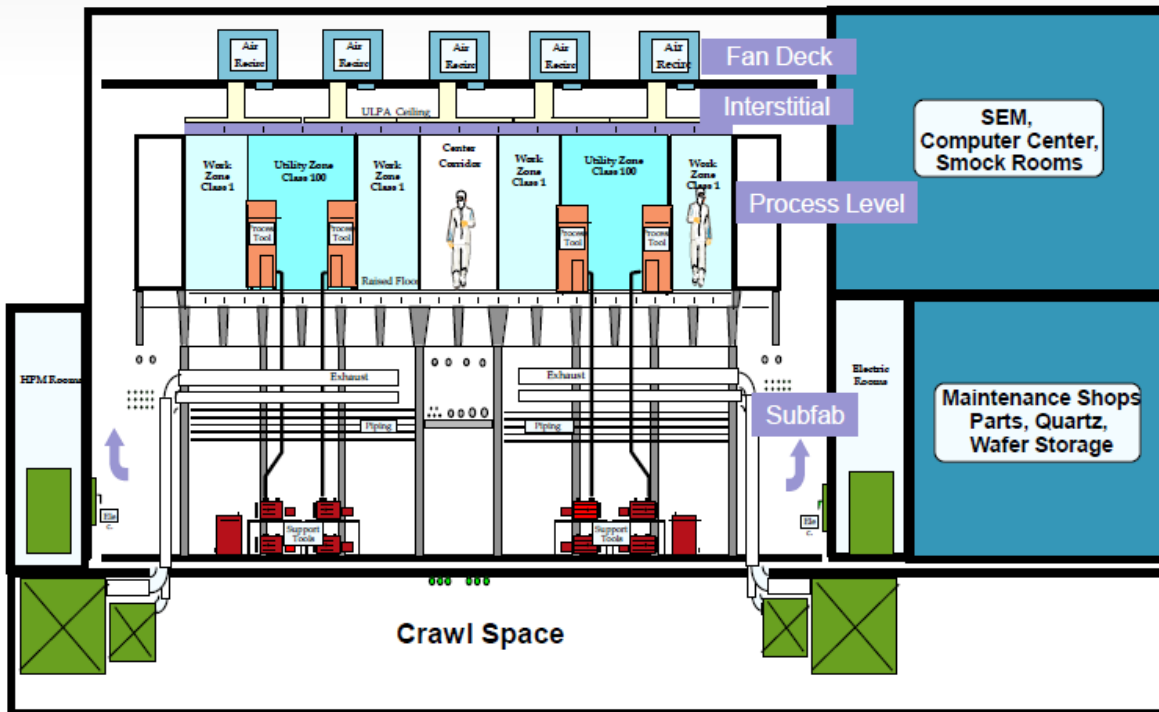 Air
Recirc
Air
Recirc
Air
Recirc
Air
Recirc
Air
Recirc
Fan Deck
Interstitial
ULPA Ceiling
SEM,
Computer Center,
Smock Rooms
Work
Zone
Class 1
Utility Zone
Class 100
Work
Zone
Class 1
Center
Corridor
Work
Zone
Class 1
Utility Zone
Class 100
Work
Zone
Class 1
Process Level
Process
Tool
Process
Tool
Process
Tool
Process
Tool
Raised Floor
HPM Rooms
Exhaust
Exhaust
Electric
Rooms
Maintenance Shops
Parts, Quartz,
Wafer Storage
Subfab
Piping
Piping
Ele
c.
Support
Tools
Support
Tools
Ele
c.
Crawl Space